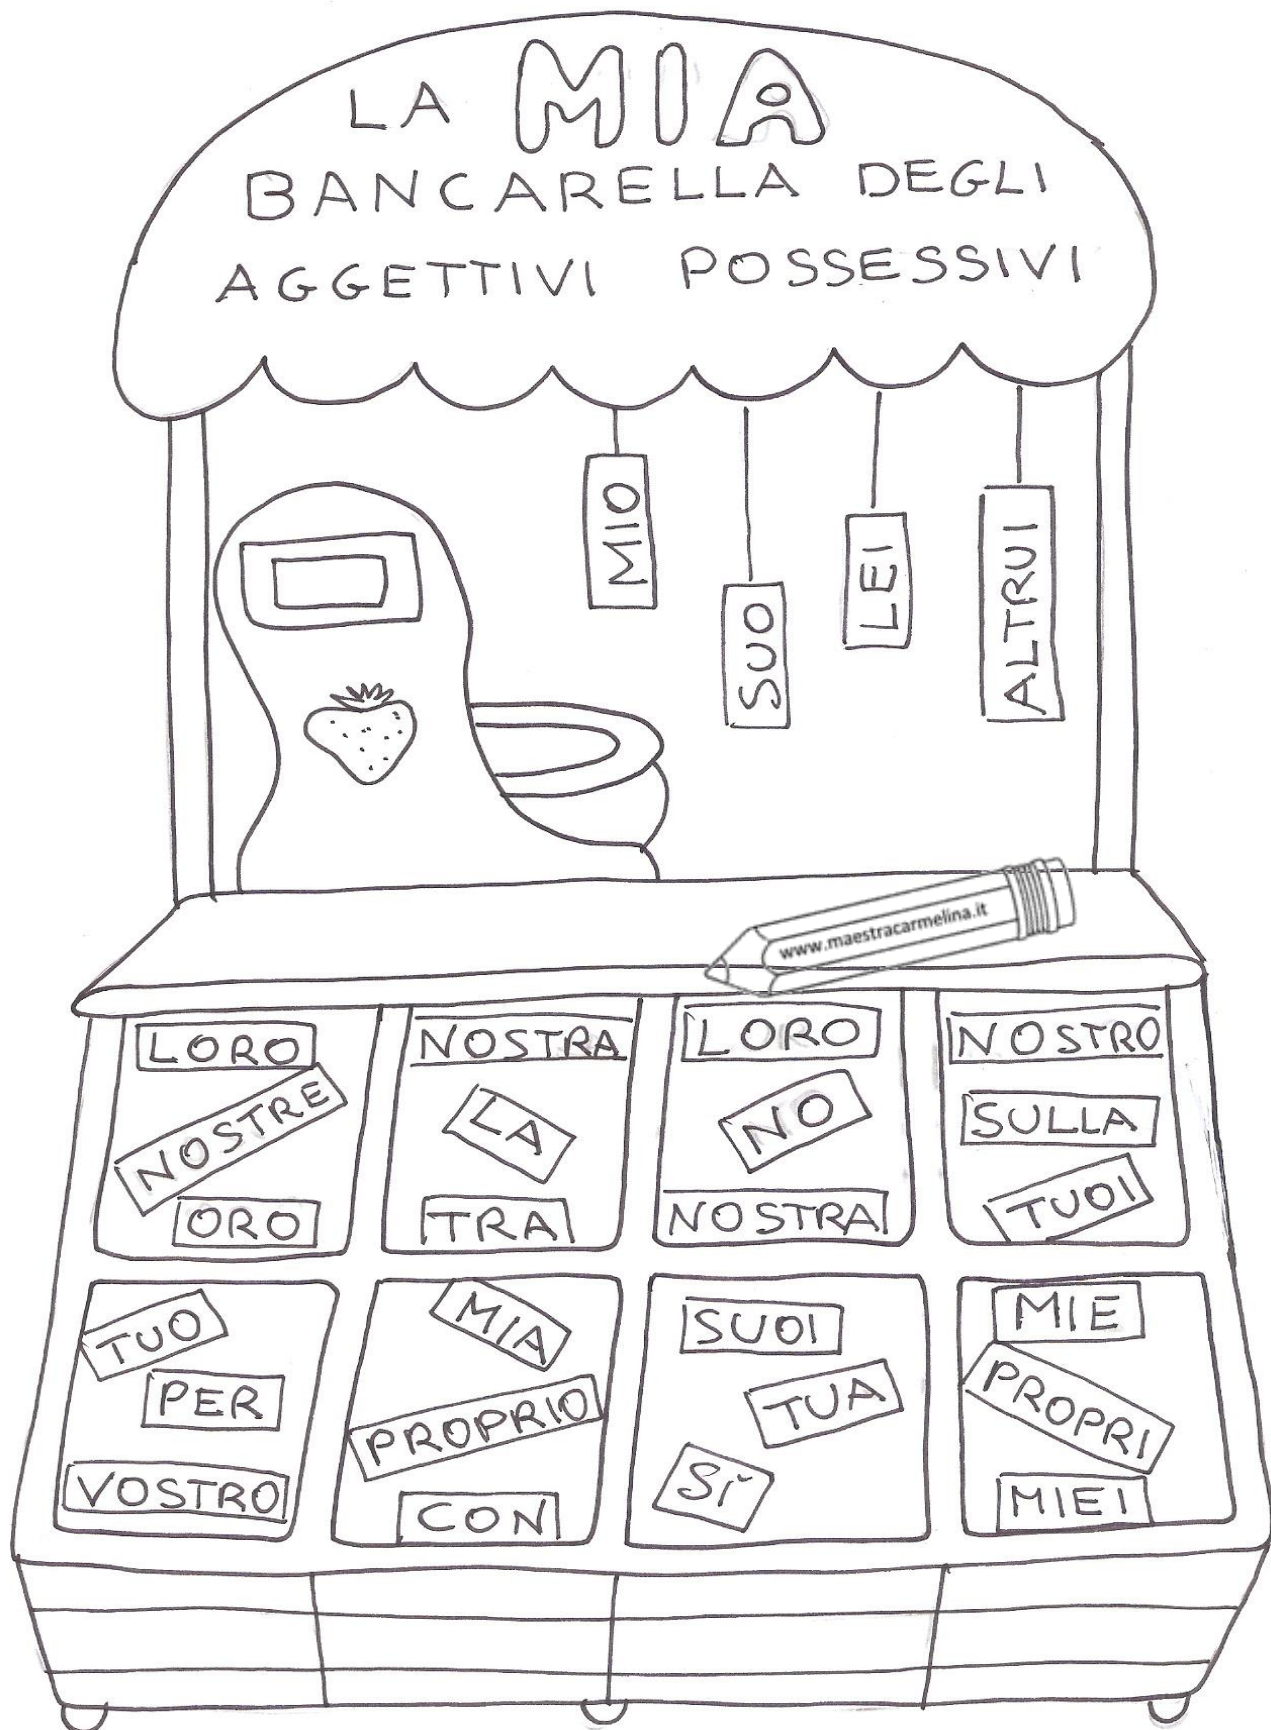 LA MIA
BANCARELLA DEGLI
AGGETTIVI POSSESSIVI
MIO
SUO
LEI
ALTRUI
www.maestracarmelina.it
LORO
NOSTRE
ORO
NOSTRA
LA
TRA
LORO
NO
NOSTRA
NOSTRO
SULLA
TUOI
TUO
PER
VOSTRO
MIA
PROPRIO
CON
SUOI
TUA
SI
MIE
PROPRI
MIEI